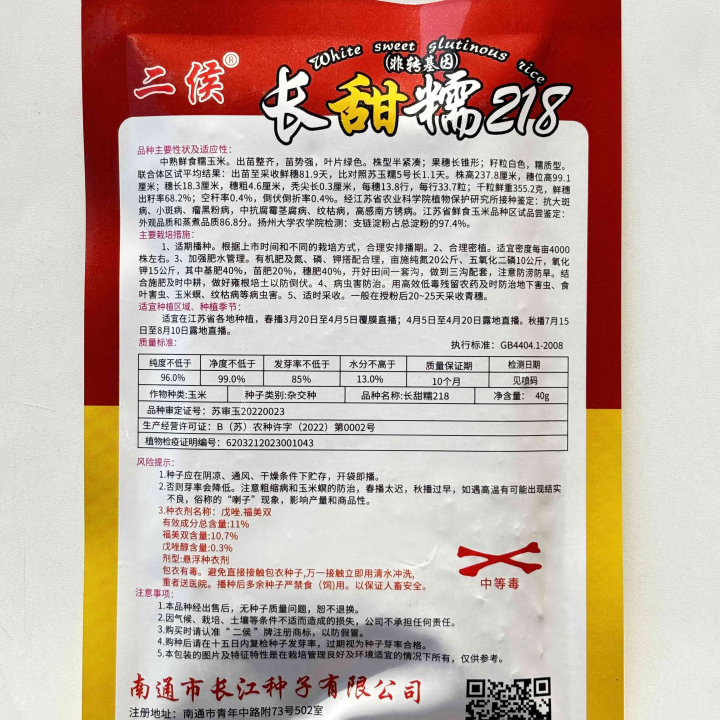 二侯®
White sweet glutinous rice
(非转基因)
长甜糯218
品种主要性状及适应性：
中熟鲜食糯玉米。出苗整齐，苗势强，叶片绿色。株型半紧凑；果穗长锥形；籽粒白色，糯质型。
联合体区试平均结果：出苗至采收鲜穗81.9天，比对照苏玉糯5号长1.1天。株高237.8厘米，穗位高99.1
厘米；穗长18.3厘米，穗粗4.6厘米，秃尖长0.3厘米，每穗13.8行，每行33.7粒；千粒鲜重355.2克，鲜穗
出籽率68.2%；空秆率0.4%，倒伏倒折率0.4%。经江苏省农业科学院植物保护研究所接种鉴定：抗大斑
病、小斑病、瘤黑粉病，中抗腐霉茎腐病、纹枯病，高感南方锈病。江苏省鲜食玉米品种区试品尝鉴定：
外观品质和蒸煮品质86.8分。扬州大学农学院检测：支链淀粉占总淀粉的97.4%。
主要栽培措施：
1、适期播种。根据上市时间和不同的栽培方式，合理安排播期。2、合理密植。适宜密度每亩4000
株左右。3、加强肥水管理。有机肥及氮、磷、钾搭配合理，亩施纯氮20公斤、五氧化二磷10公斤，氧化
钾15公斤，其中基肥40%，苗肥20%，穗肥40%，开好田间一套沟，做到三沟配套，注意防涝防旱。结
合施肥及时中耕，做好雍根培土以防倒伏。4、病虫害防治。用高效低毒残留农药及时防治地下害虫、食
叶害虫、玉米螟、纹枯病等病虫害。5、适时采收。一般在授粉后20~25天采收青穗。
适宜种植区域、种植季节：
适宜在江苏省各地种植，春播3月20日至4月5日覆膜直播；4月5日至4月20日露地直播。秋播7月15
日至8月10日露地直播。
质量标准： 执行标准：GB4404.1-2008
纯度不低于 净度不低于 发芽率不低于 水分不高于 质量保证期 检测日期
96.0% 99.0% 85% 13.0% 10个月 见喷码
作物种类:玉米 种子类别:杂交种 品种名称:长甜糯218 净含量：40g
品种审定证号：苏审玉20220023
生产经营许可证：B（苏）农种许字（2022）第0002号
植物检疫证明编号：6203212023001043
风险提示：
1.种子应在阴凉、通风、干燥条件下贮存，开袋即播。
2.否则芽率会降低。注意粗缩病和玉米螟的防治，春播太迟，秋播过早，如遇高温有可能出现结实
不良，俗称的“喇子”现象，影响产量和商品性。
3.种衣剂名称：戊唑.福美双
有效成分总含量:11%
福美双含量:10.7%
戊唑醇含量:0.3%
剂型:悬浮种衣剂
包衣有毒。避免直接接触包衣种子,万一接触立即用清水冲洗,
重者送医院。播种后多余种子严禁食（饲)用。以保证人畜安全。
中等毒
注意事项：
1.本品种经出售后，无种子质量问题，恕不退换。
2.因气候、栽培、土壤等条件不适而造成的损失，公司不承担任何责任。
3.购买时请认准“二侯”牌注册商标，以防假冒。
4.购种后请在十五日内复检种子发芽率，过期视为种子芽率合格。
5.本包装的图片及特征特性是在栽培管理良好及环境适宜的情况下所有，仅供参考。
南通市长江种子有限公司
注册地址：南通市青年中路附73号502室